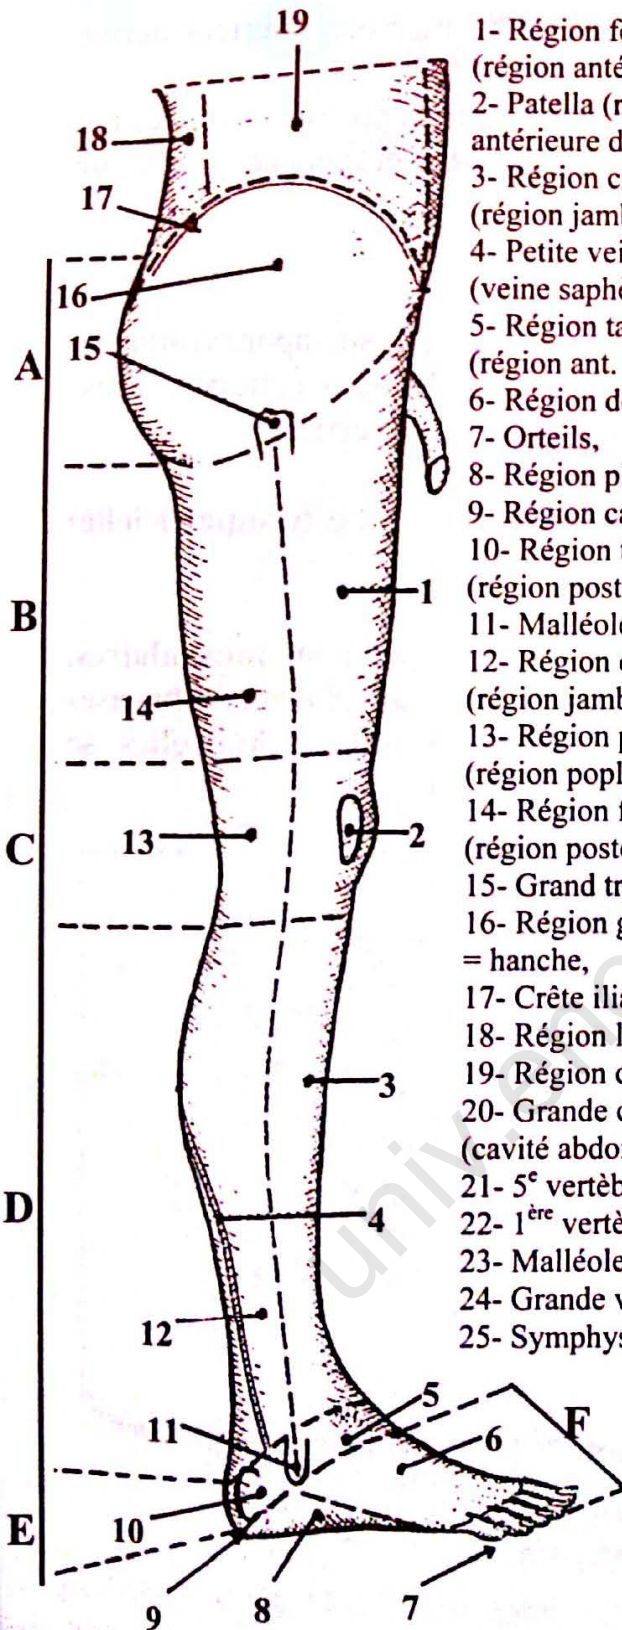 19
18
17
16
A
15
B
1
14
C
13
2
3
D
4
12
5
F
11
6
10
E
9
8
7
1- Région f
(région anté
2- Patella (r
antérieure d
3- Région c
(région jamb
4- Petite vei
(veine saph
5- Région ta
(région ant.
6- Région d
7- Orteils,
8- Région p
9- Région ca
10- Région
(région post
11- Malléol
12- Région
(région jamb
13- Région p
(région popl
14- Région f
(région poste
15- Grand tr
16- Région g
= hanche,
17- Crête ilia
18- Région l
19- Région
20- Grande
(cavité abdo
21- 5e vertèb
22- 1ère vertè
23- Malléole
24- Grande v
25- Symphys
univ.enc